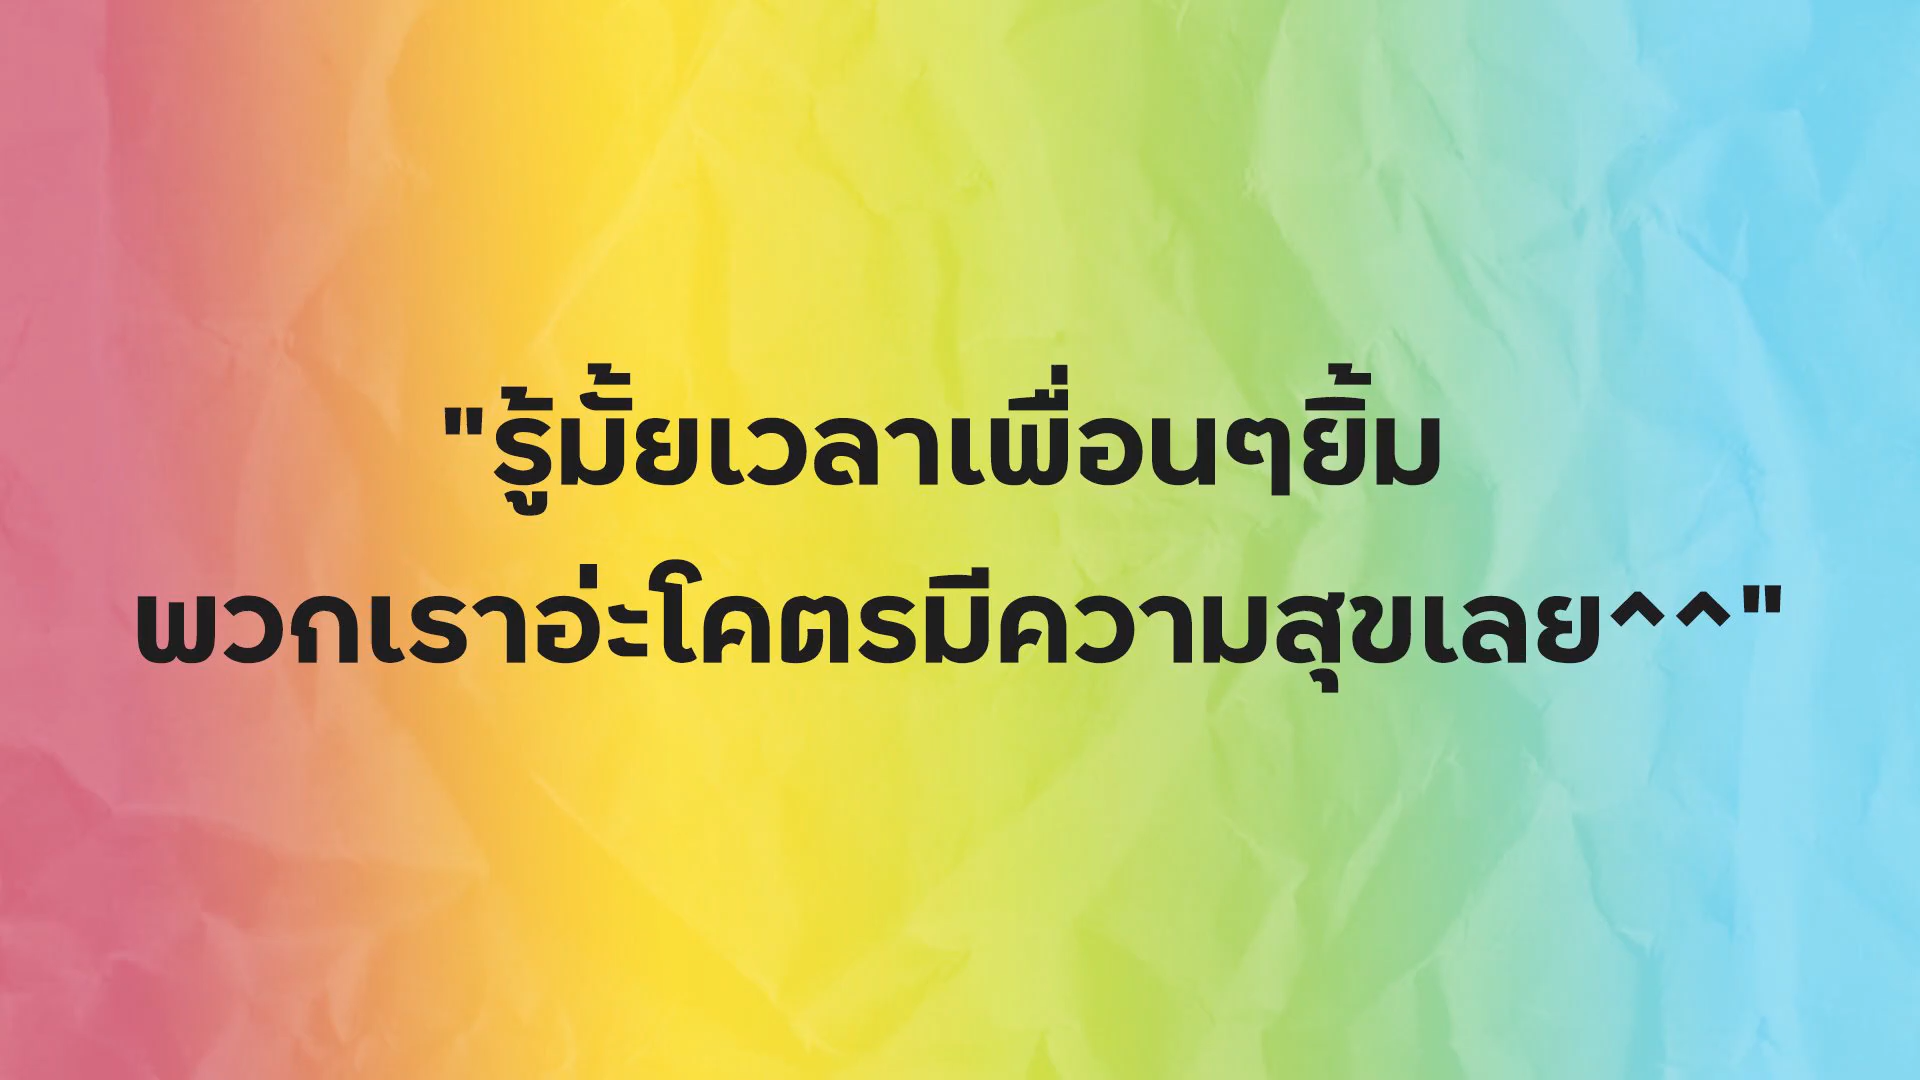 "รู้มั้ยเวลาเพื่อนๆยิ้ม
พวกเราอ่ะโคตรมีความสุขเลย^^"